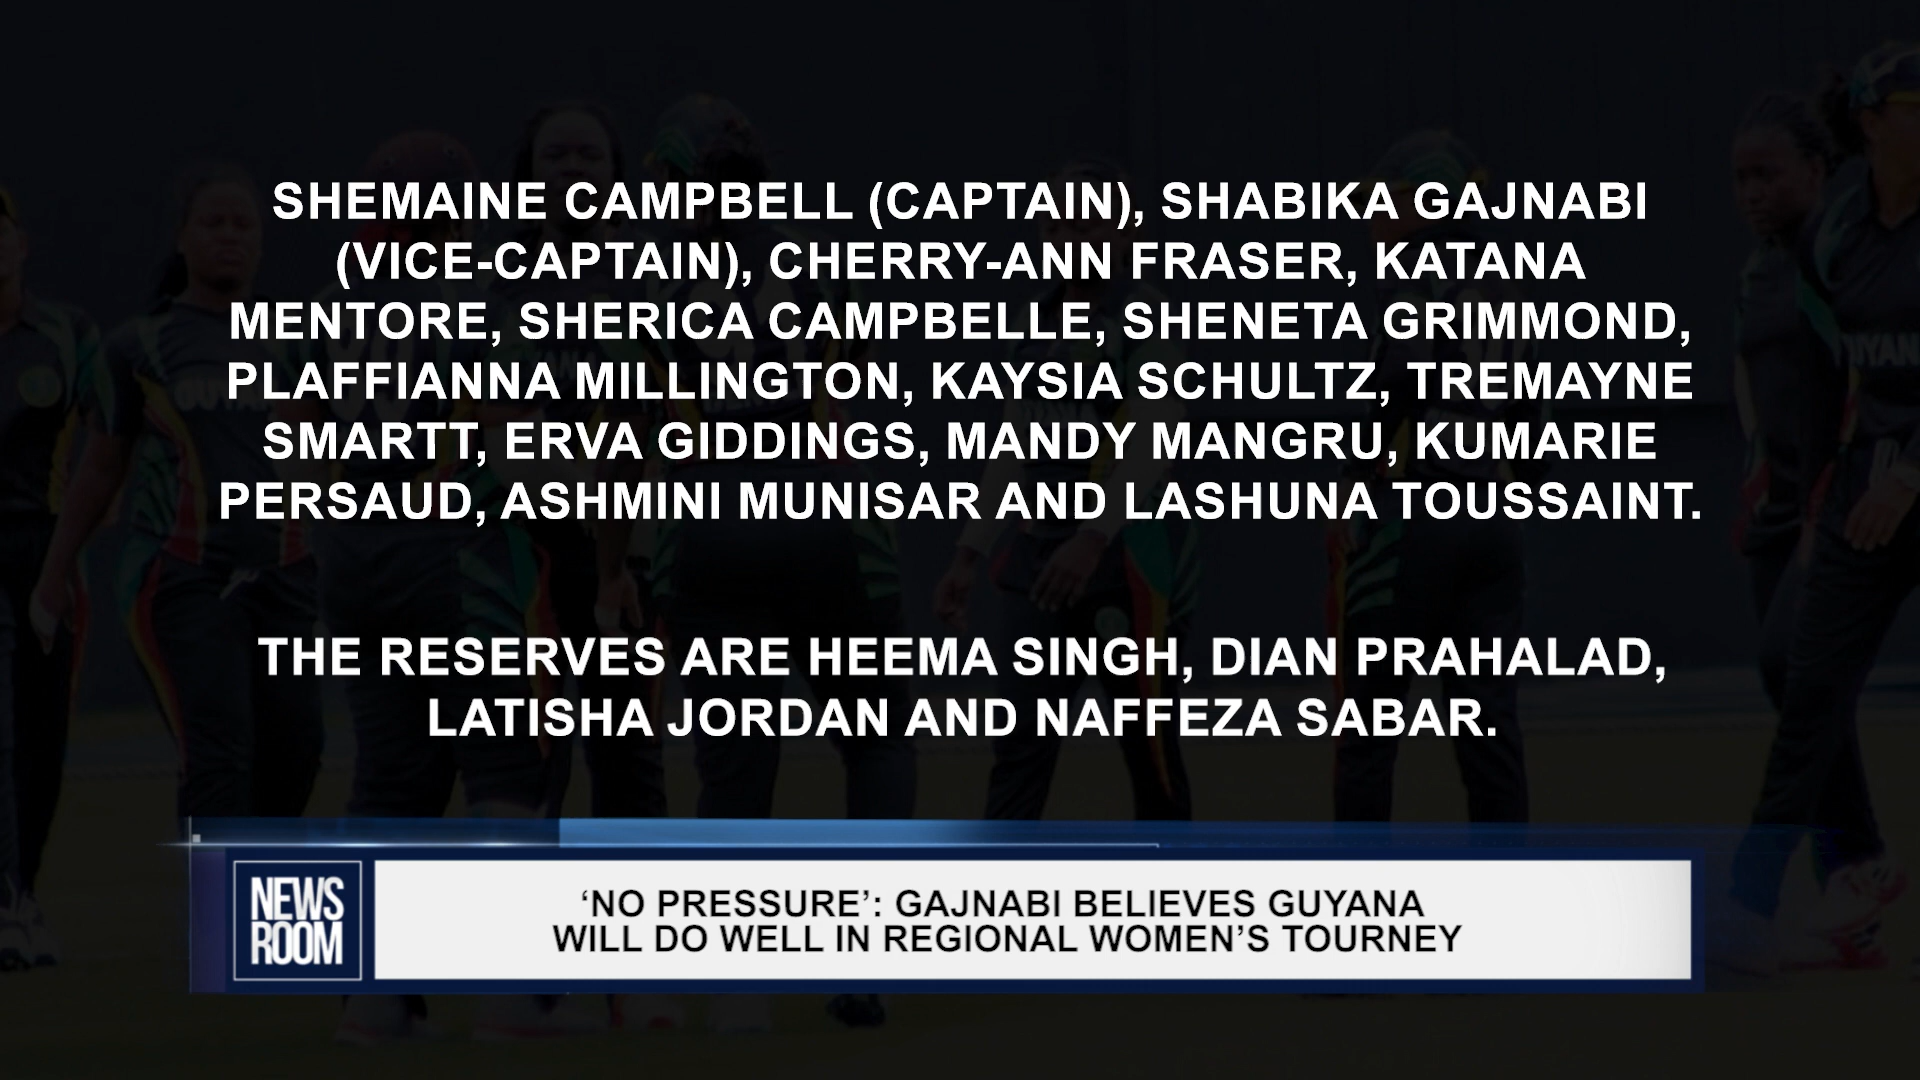 SHEMAINE CAMPBELL (CAPTAIN), SHABIKA GAJNABI
(VICE-CAPTAIN), CHERRY-ANN FRASER, KATANA
MENTORE, SHERICA CAMPBELLE, SHENETA GRIMMOND,
PLAFFIANNA MILLINGTON, KAYSIA SCHULTZ, TREMAYNE
SMARTT, ERVA GIDDINGS, MANDY MANGRU, KUMARIE
PERSAUD, ASHMINI MUNISAR AND LASHUNA TOUSSAINT.
THE RESERVES ARE HEEMA SINGH, DIAN PRAHALAD,
LATISHA JORDAN AND NAFFEZA SABAR.
NEWS
ROOM
‘NO PRESSURE’: GAJNABI BELIEVES GUYANA
WILL DO WELL IN REGIONAL WOMEN’S TOURNEY